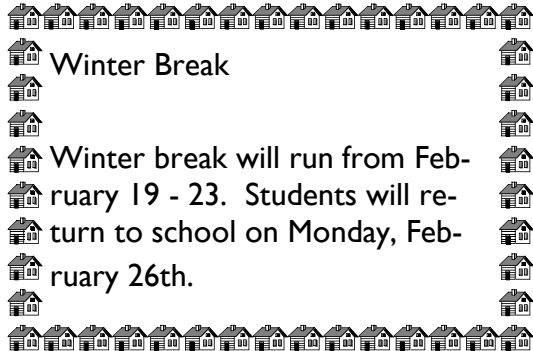 Winter Break
Winter break will run from Feb-
ruary 19 - 23.  Students will re-
turn to school on Monday, Feb-
ruary 26th.